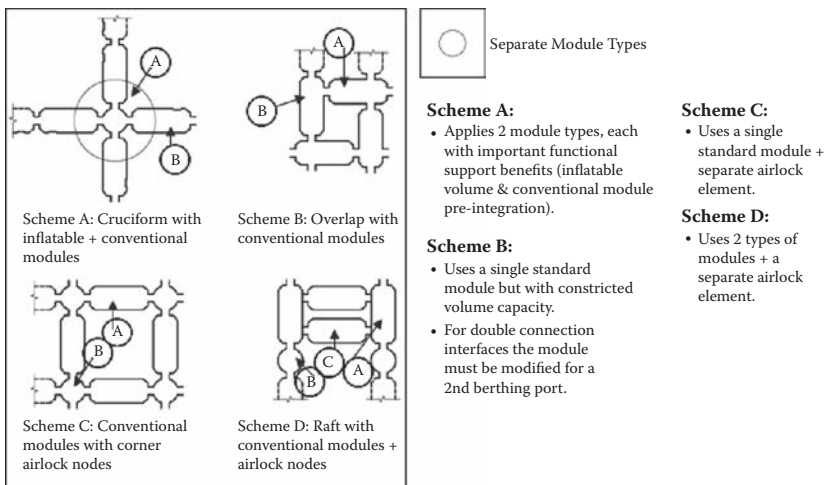 A
B
Scheme A: Cruciform with
inflatable + conventional
modules
A
B
Scheme B: Overlap with
conventional modules
A
B
Scheme C: Conventional
modules with corner
airlock nodes
B
C
A
Scheme D: Raft with
conventional modules +
airlock nodes
Separate Module Types
Scheme A:
• Applies 2 module types, each
with important functional
support benefits (inflatable
volume & conventional module
pre-integration).
Scheme B:
• Uses a single standard
module but with constricted
volume capacity.
• For double connection
interfaces the module
must be modified for a
2nd berthing port.
Scheme C:
• Uses a single
standard module +
separate airlock
element.
Scheme D:
• Uses 2 types of
modules + a
separate airlock
element.